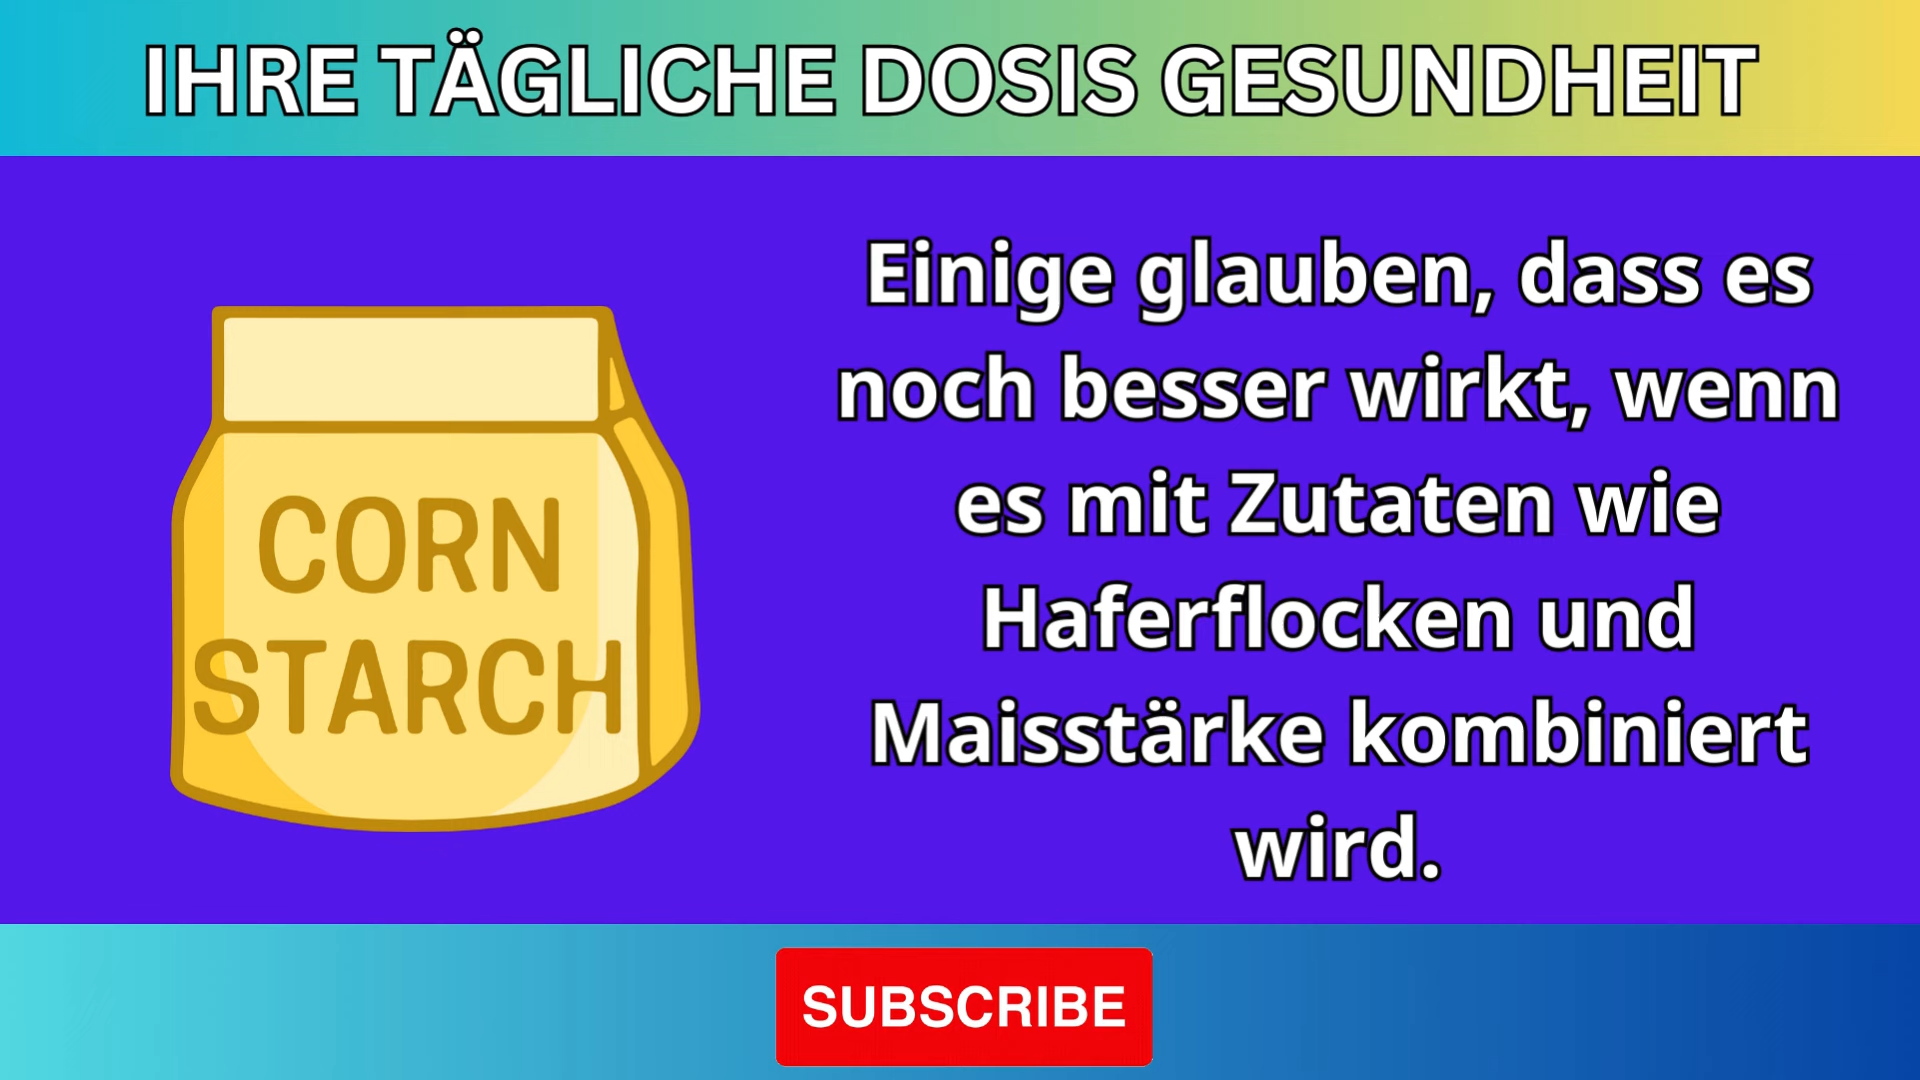 IHRE TÄGLICHE DOSIS GESUNDHEIT
CORN
STARCH
Einige glauben, dass es
noch besser wirkt, wenn
es mit Zutaten wie
Haferflocken und
Maisstärke kombiniert
wird.
SUBSCRIBE